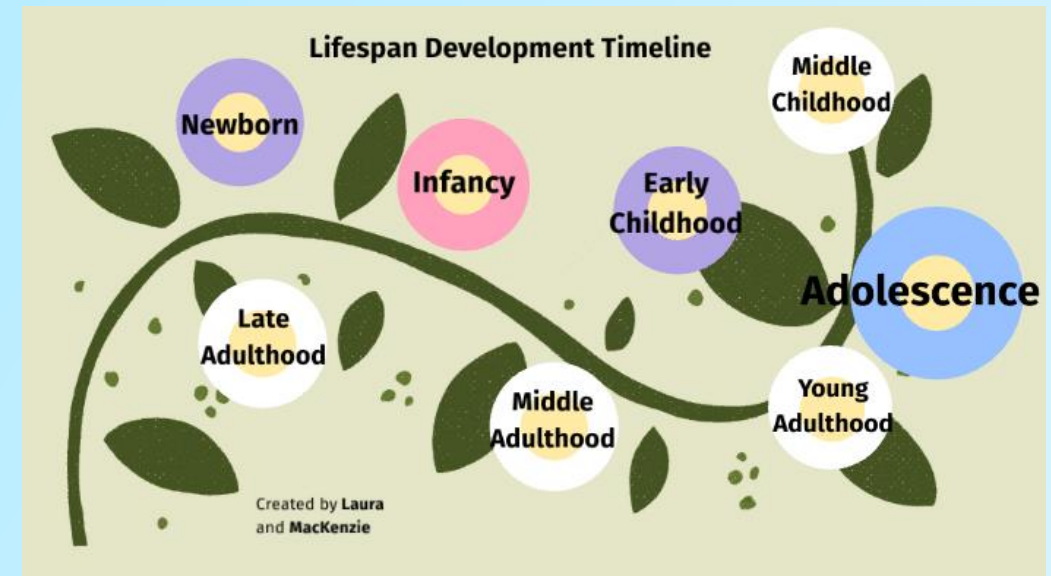 Lifespan Development Timeline
Newborn
Infancy
Early
Childhood
Middle
Childhood
Adolescence
Young
Adulthood
Middle
Adulthood
Late
Adulthood
Created by Laura
and MacKenzie